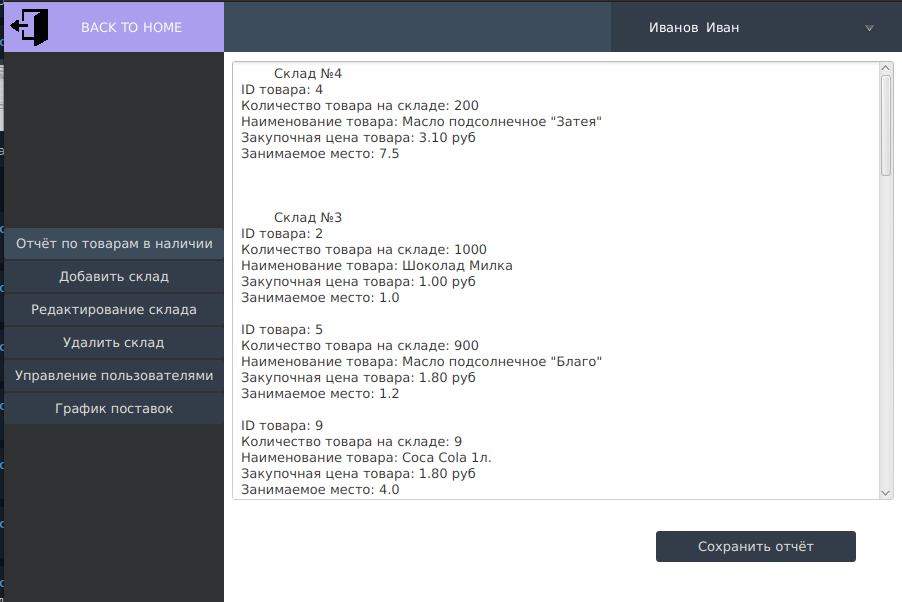 BACK TO HOME
Иванов Иван
Отчёт по товарам в наличии
Добавить склад
Редактирование склада
Удалить склад
Управление пользователями
График поставок
Склад №4
ID товара: 4
Количество товара на складе: 200
Наименование товара: Масло подсолнечное "Затея"
Закупочная цена товара: 3.10 руб
Занимаемое место: 7.5
Склад №3
ID товара: 2
Количество товара на складе: 1000
Наименование товара: Шоколад Милка
Закупочная цена товара: 1.00 руб
Занимаемое место: 1.0
ID товара: 5
Количество товара на складе: 900
Наименование товара: Масло подсолнечное "Благо"
Закупочная цена товара: 1.80 руб
Занимаемое место: 1.2
ID товара: 9
Количество товара на складе: 9
Наименование товара: Coca Cola 1л.
Закупочная цена товара: 1.80 руб
Занимаемое место: 4.0
Сохранить отчёт